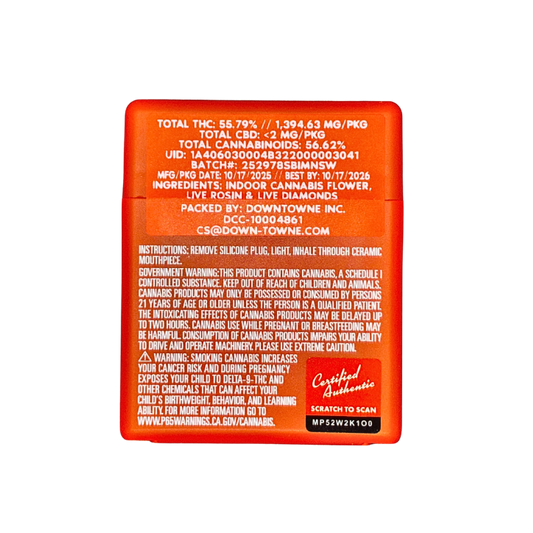 TOTAL THC: 55.79% // 1,394.63 MG/PKG
TOTAL CBD: <2 MG/PKG
TOTAL CANNABINOIDS: 56.62%
UID: 1A406030004B322000003041
BATCH#: 252978SBIMNSW
MFG/PKG DATE: 10/17/2025 // BEST BY: 10/17/2026
INGREDIENTS: INDOOR CANNABIS FLOWER,
LIVE ROSIN & LIVE DIAMONDS
PACKED BY: DOWNTOWNE INC.
DCC-10004861
CS@DOWN-TOWNE.COM
INSTRUCTIONS: REMOVE SILICONE PLUG, LIGHT, INHALE THROUGH CERAMIC
MOUTHPIECE.
GOVERNMENT WARNING:THIS PRODUCT CONTAINS CANNABIS, A SCHEDULE I
CONTROLLED SUBSTANCE. KEEP OUT OF REACH OF CHILDREN AND ANIMALS.
CANNABIS PRODUCTS MAY ONLY BE POSSESSED OR CONSUMED BY PERSONS
21 YEARS OF AGE OR OLDER UNLESS THE PERSON IS A QUALIFIED PATIENT.
THE INTOXICATING EFFECTS OF CANNABIS PRODUCTS MAY BE DELAYED UP
TO TWO HOURS. CANNABIS USE WHILE PREGNANT OR BREASTFEEDING MAY
BE HARMFUL. CONSUMPTION OF CANNABIS PRODUCTS IMPAIRS YOUR ABILITY
TO DRIVE AND OPERATE MACHINERY. PLEASE USE EXTREME CAUTION.
⚠ WARNING: SMOKING CANNABIS INCREASES
YOUR CANCER RISK AND DURING PREGNANCY
EXPOSES YOUR CHILD TO DELTA-9-THC AND
OTHER CHEMICALS THAT CAN AFFECT YOUR
CHILD'S BIRTHWEIGHT, BEHAVIOR, AND LEARNING
ABILITY. FOR MORE INFORMATION GO TO
WWW.P65WARNINGS.CA.GOV/CANNABIS.
Certified
Authentic
SCRATCH TO SCAN
MP52W2K1O0